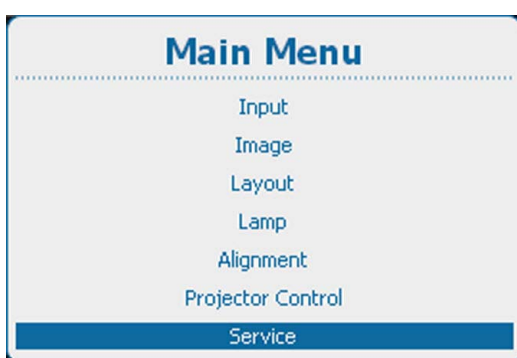 Main Menu
Input
Image
Layout
Lamp
Alignment
Projector Control
Service